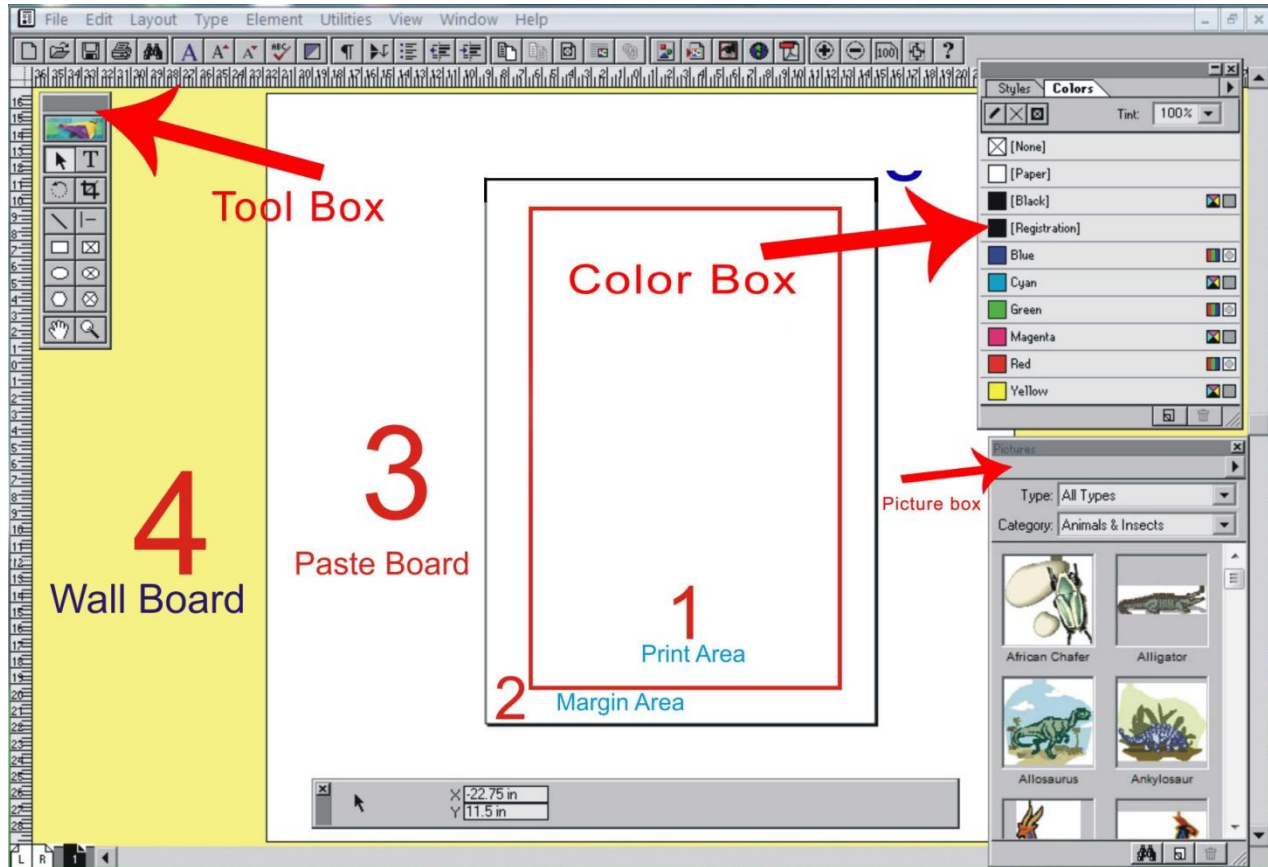 File Edit Layout Type Element Utilities View Window Help
Styles Colors
Tint: 100%
[None]
[Paper]
[Black]
[Registration]
Blue
Cyan
Green
Magenta
Red
Yellow
Tool Box
Color Box
3
Paste Board
4
Wall Board
1
Print Area
2
Margin Area
Picture box
Pictures
Type: All Types
Category: Animals & Insects
African Chafer Alligator
Allosaurus Ankylosaur
X -22.75 in
Y 11.5 in
L R 1